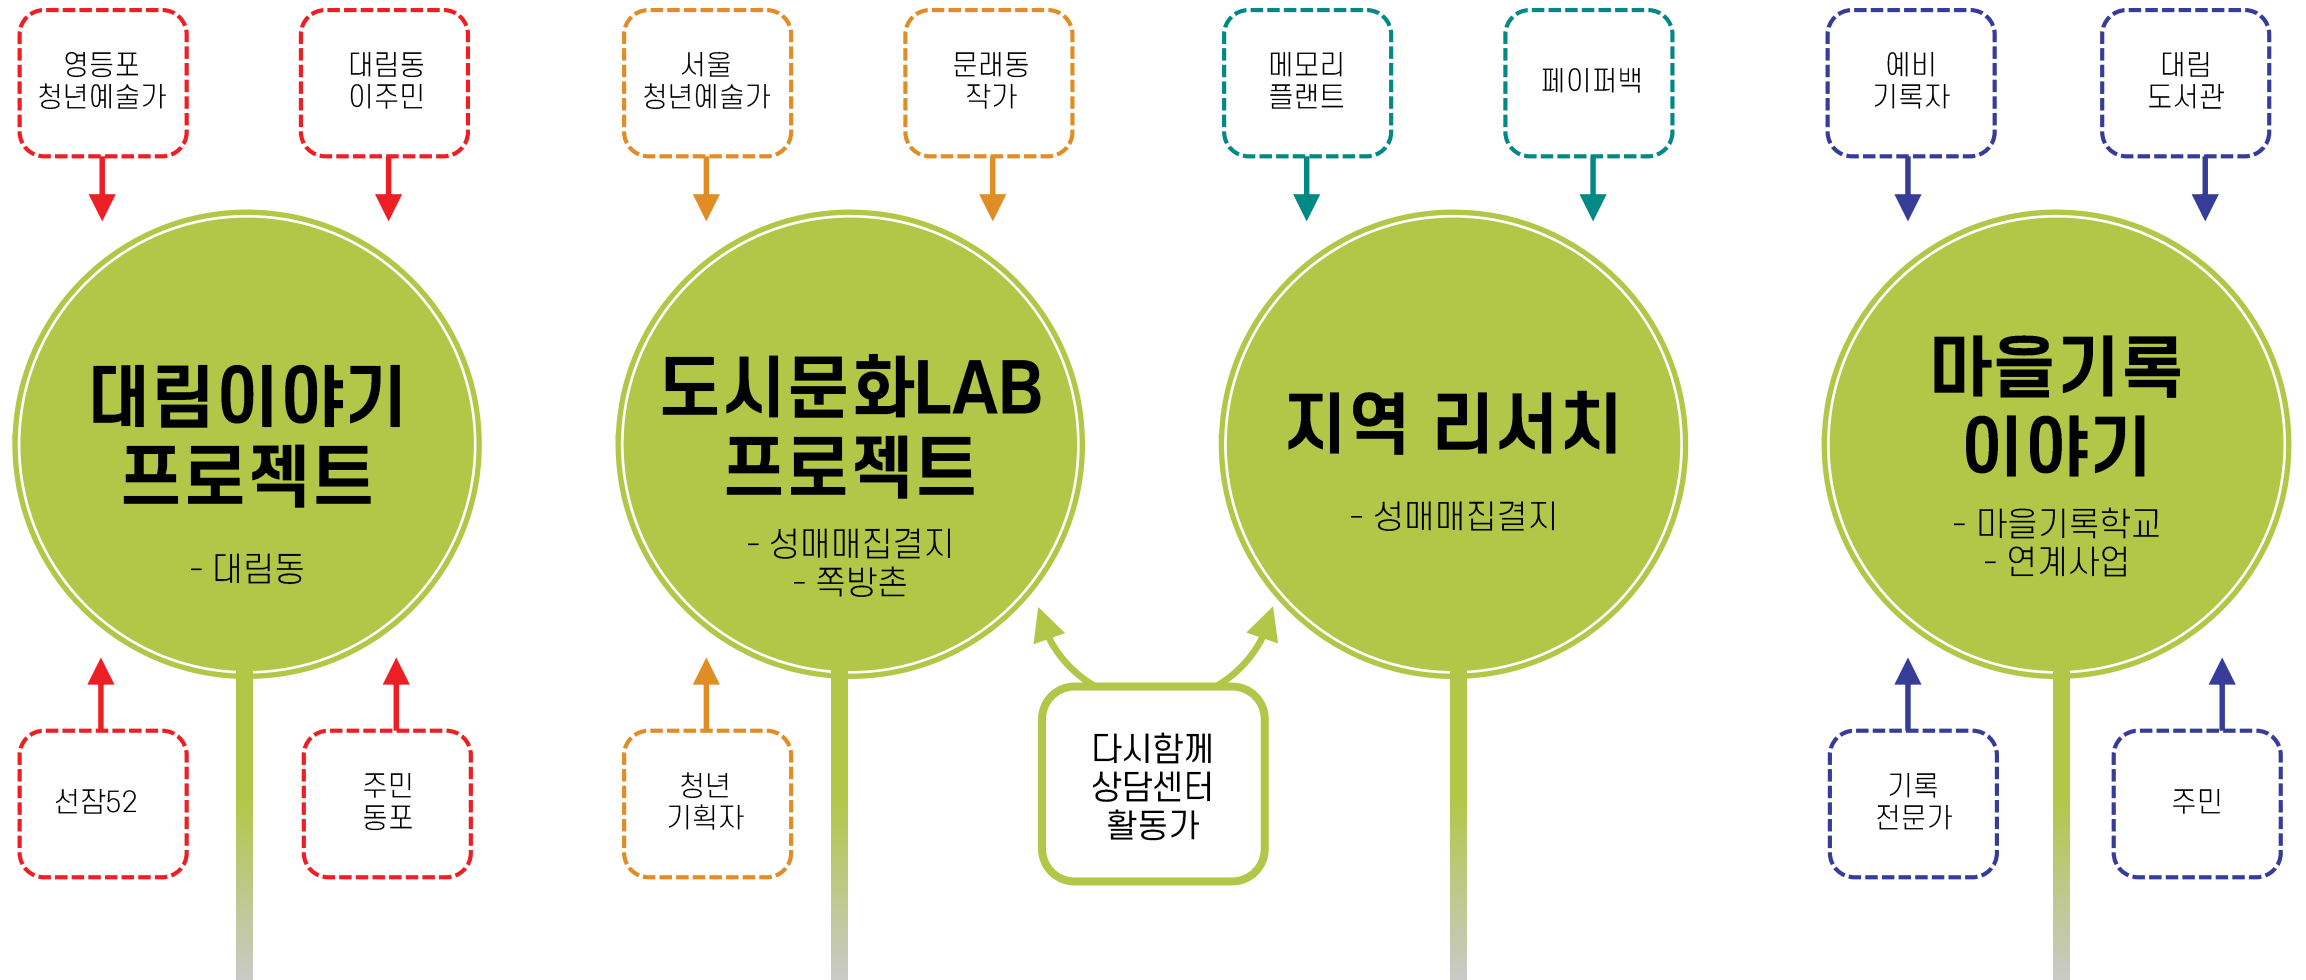 영등포
청년예술가
대림동
이주민
서울
청년예술가
문래동
작가
메모리
플랜트
페이퍼백
예비
기록자
대림
도서관
대림이야기
프로젝트
- 대림동
도시문화LAB
프로젝트
- 성매매집결지
- 쪽방촌
지역 리서치
- 성매매집결지
마을기록
이야기
- 마을기록학교
- 연계사업
선잠52
주민
동포
청년
기획자
다시함께
상담센터
활동가
기록
전문가
주민